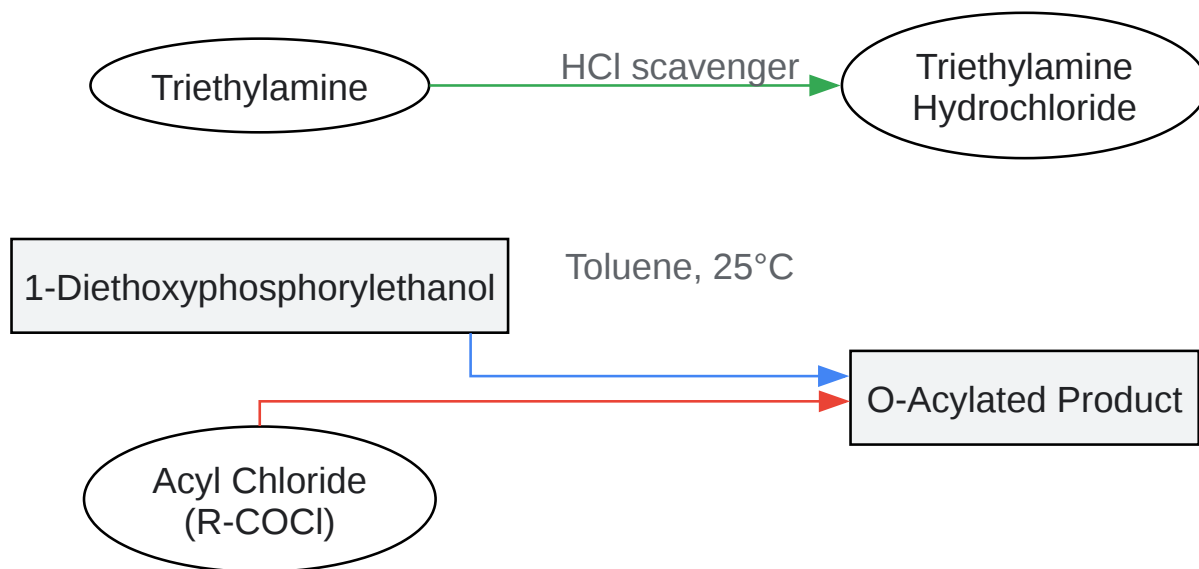 Triethylamine
HCl scavenger
Triethylamine
Hydrochloride
1-Diethoxyphosphorylethanol
Toluene, 25°C
O-Acylated Product
Acyl Chloride
(R-COCl)